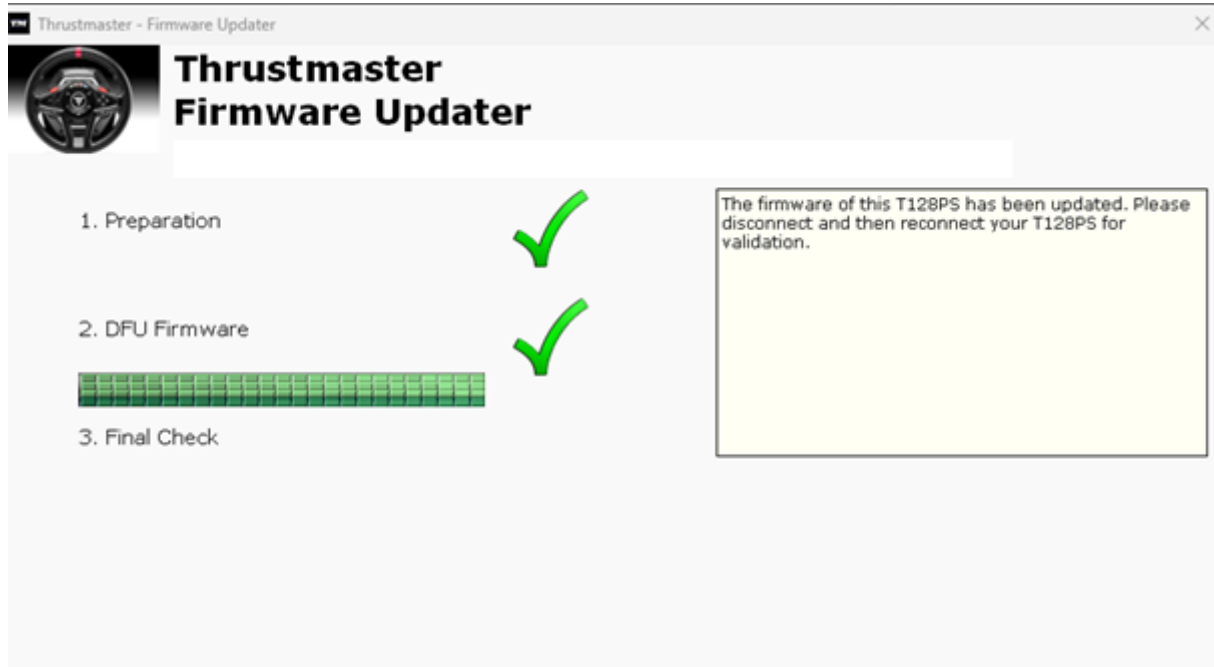 Thrustmaster - Firmware Updater
Thrustmaster
Firmware Updater
1. Preparation
2. DFU Firmware
3. Final Check
The firmware of this T128PS has been updated. Please
disconnect and then reconnect your T128PS for
validation.